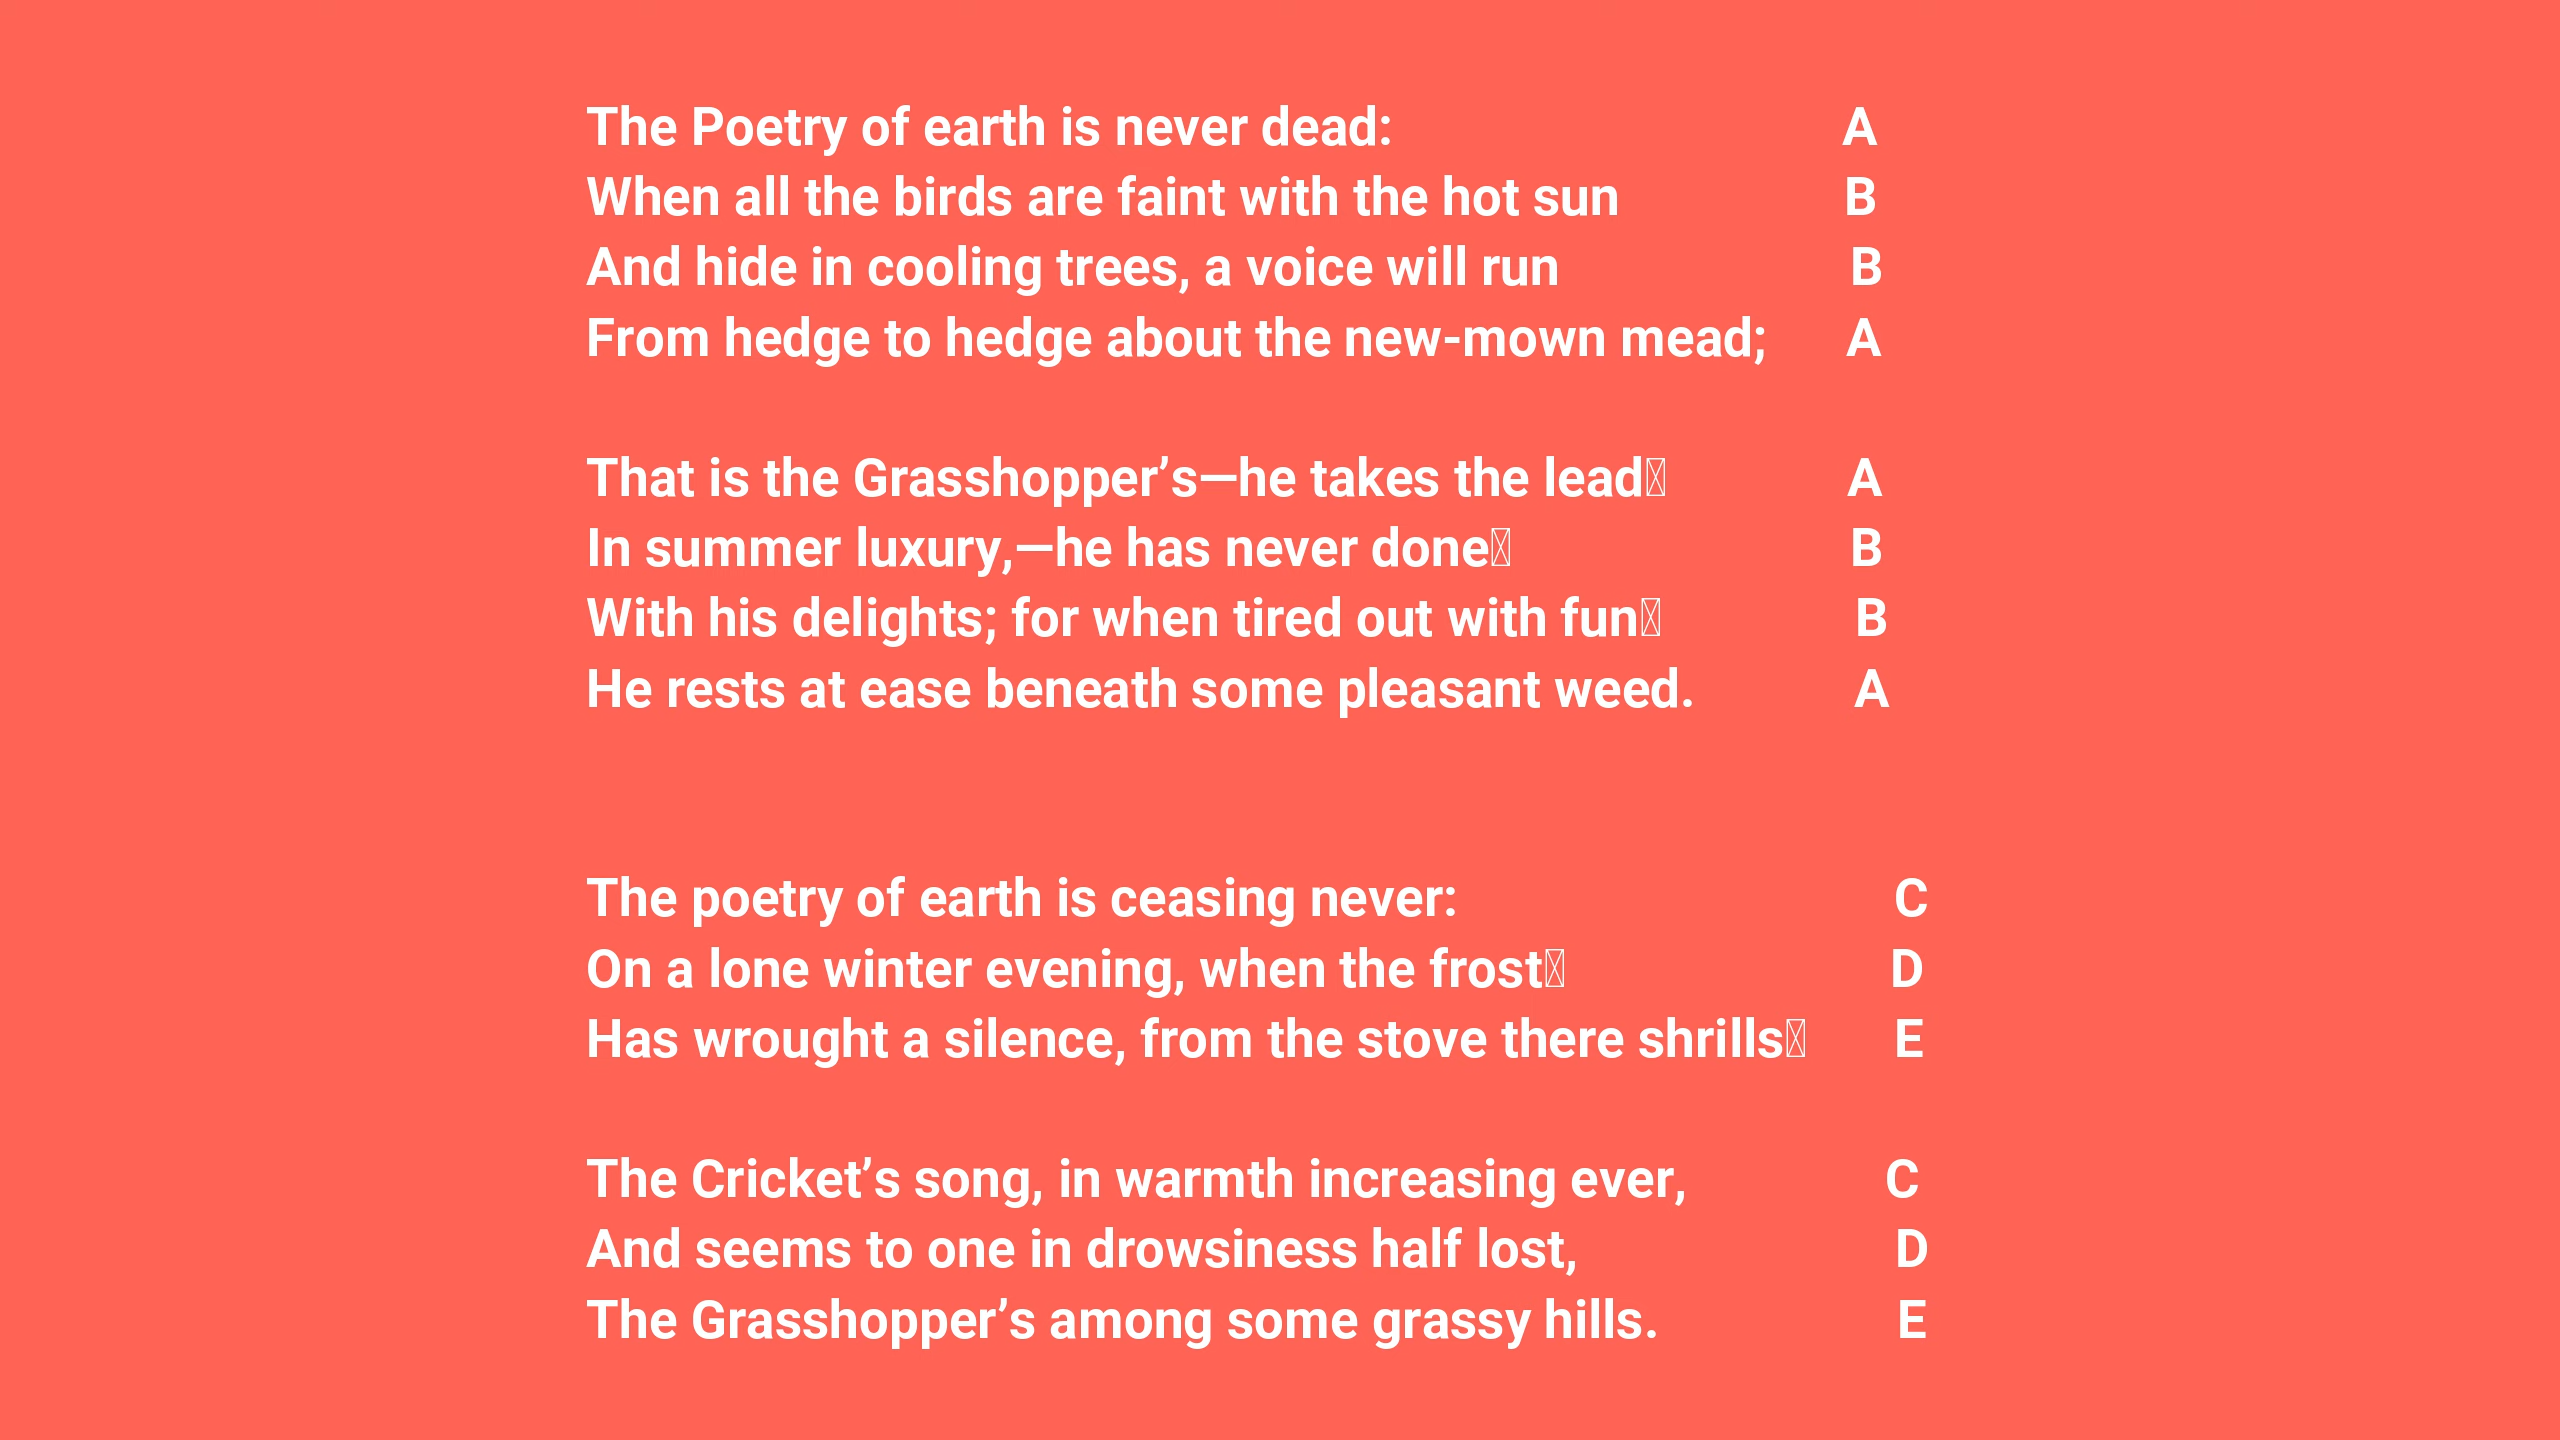 The Poetry of earth is never dead: A
When all the birds are faint with the hot sun B
And hide in cooling trees, a voice will run B
From hedge to hedge about the new-mown mead; A
That is the Grasshopper’s—he takes the lead A
In summer luxury,—he has never done B
With his delights; for when tired out with fun B
He rests at ease beneath some pleasant weed. A
The poetry of earth is ceasing never: C
On a lone winter evening, when the frost D
Has wrought a silence, from the stove there shrills E
The Cricket’s song, in warmth increasing ever, C
And seems to one in drowsiness half lost, D
The Grasshopper’s among some grassy hills. E